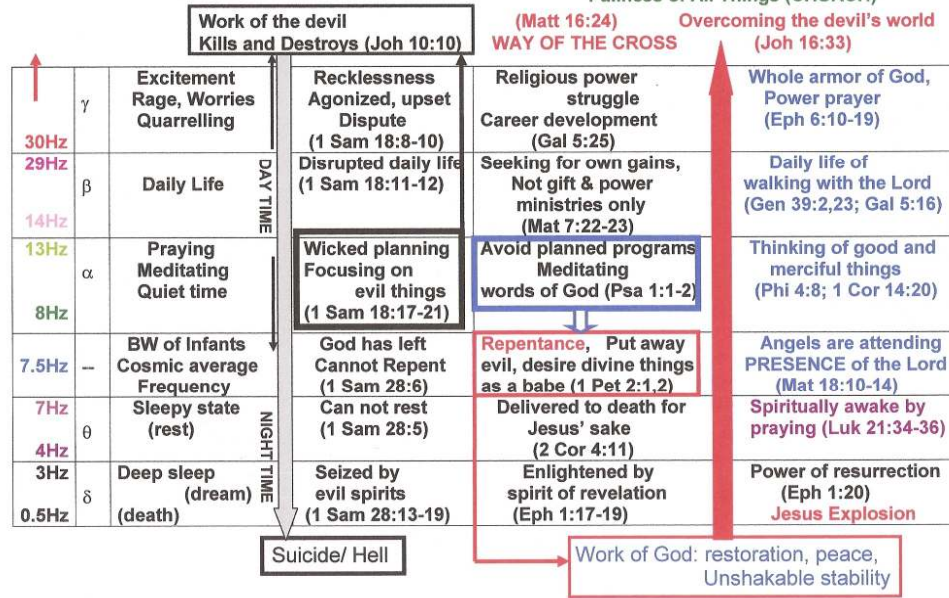 Fullness of All Things (CHURCH)
Work of the devil
Kills and Destroys (Joh 10:10)
(Matt 16:24)
WAY OF THE CROSS
Overcoming the devil's world
(Joh 16:33)
30Hz
γ
Excitement
Rage, Worries
Quarrelling
Recklessness
Agonized, upset
Dispute
(1 Sam 18:8-10)
Religious power
struggle
Career development
(Gal 5:25)
Whole armor of God,
Power prayer
(Eph 6:10-19)
29Hz
14Hz
β
Daily Life
DAY TIME
Disrupted daily life
(1 Sam 18:11-12)
Seeking for own gains,
Not gift & power
ministries only
(Mat 7:22-23)
Daily life of
walking with the Lord
(Gen 39:2,23; Gal 5:16)
13Hz
8Hz
α
Praying
Meditating
Quiet time
Wicked planning
Focusing on
evil things
(1 Sam 18:17-21)
Avoid planned programs
Meditating
words of God (Psa 1:1-2)
Thinking of good and
merciful things
(Phi 4:8; 1 Cor 14:20)
7.5Hz
--
BW of Infants
Cosmic average
Frequency
God has left
Cannot Repent
(1 Sam 28:6)
Repentance, Put away
evil, desire divine things
as a babe (1 Pet 2:1,2)
Angels are attending
PRESENCE of the Lord
(Mat 18:10-14)
7Hz
4Hz
θ
Sleepy state
(rest)
NIGHT TIME
Can not rest
(1 Sam 28:5)
Delivered to death for
Jesus' sake
(2 Cor 4:11)
Spiritually awake by
praying (Luk 21:34-36)
3Hz
0.5Hz
δ
Deep sleep
(dream)
(death)
Seized by
evil spirits
(1 Sam 28:13-19)
Enlightened by
spirit of revelation
(Eph 1:17-19)
Power of resurrection
(Eph 1:20)
Jesus Explosion
Suicide/ Hell
Work of God: restoration, peace,
Unshakable stability